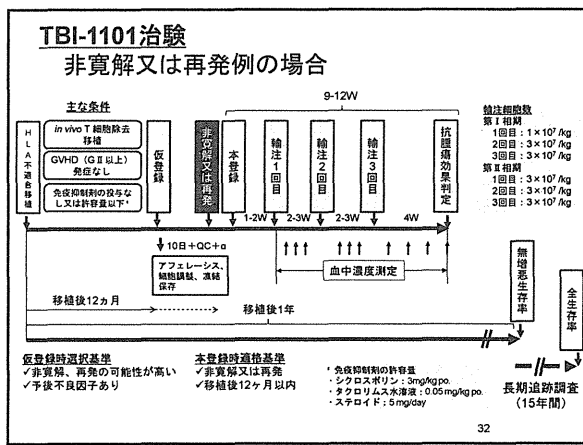 TBI-1101治験
非寛解又は再発例の場合
9-12W
主な条件
HLA不適合移植
in vivo T 細胞除去
移植
GVHD (GⅡ以上)
発症なし
免疫抑制剤の投与な
し又は許容量以下*
仮登録
非寛解又は再発
本登録
輸注1回目
輸注2回目
輸注3回目
抗腫瘍効果判定
輸注細胞数
第Ⅰ相期
1回目：1×10⁷/kg
2回目：3×10⁷/kg
3回目：3×10⁷/kg
第Ⅱ相期
1回目：3×10⁷/kg
2回目：3×10⁷/kg
3回目：3×10⁷/kg
1-2W
2-3W
2-3W
4W
10日+QC+α
アフェレーシス、
細胞調整、凍結
保存
血中濃度測定
移植後12ヵ月
移植後1年
無増悪生存率
全生存率
仮登録時選択基準
✓非寛解、再発の可能性が高い
✓予後不良因子あり
本登録時適格基準
✓非寛解又は再発
✓移植後12ヶ月以内
* 免疫抑制剤の許容量
・シクロスポリン：3mg/kg po.
・タクロリムス水溶液：0.05 mg/kg po.
・ステロイド：5 mg/day
長期追跡調査
（15年間）
32